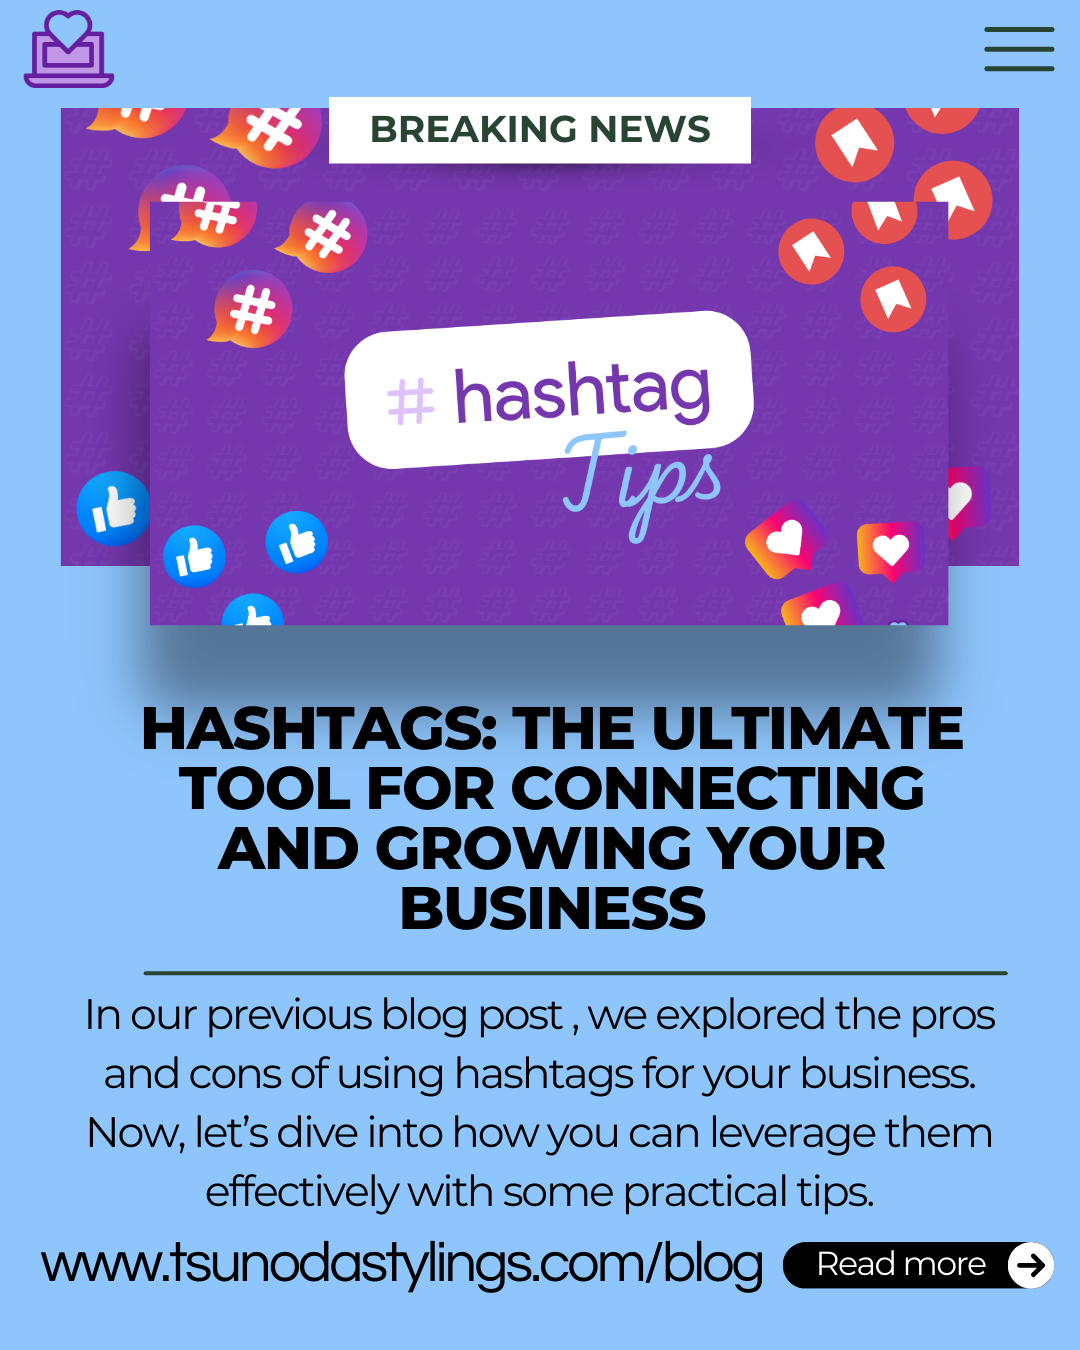 BREAKING NEWS
# hashtag
Tips
HASHTAGS: THE ULTIMATE
TOOL FOR CONNECTING
AND GROWING YOUR
BUSINESS
In our previous blog post , we explored the pros
and cons of using hashtags for your business.
Now, let’s dive into how you can leverage them
effectively with some practical tips.
www.tsunodastylings.com/blog
Read more